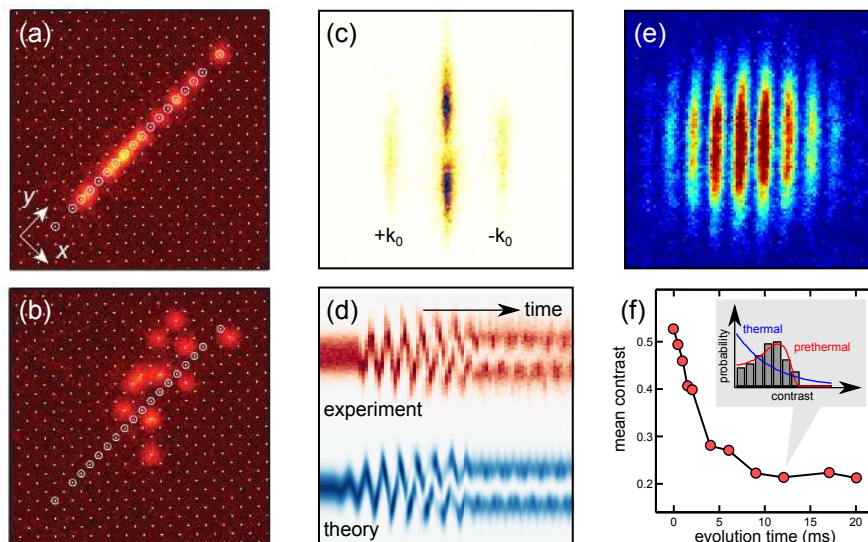 (a)
y
x
(b)
(c)
+k₀
-k₀
(d)
time
experiment
theory
(e)
(f)
mean contrast
0.5
0.4
0.3
0.2
0
5
10
15
20
evolution time (ms)
thermal
prethermal
probability
contrast